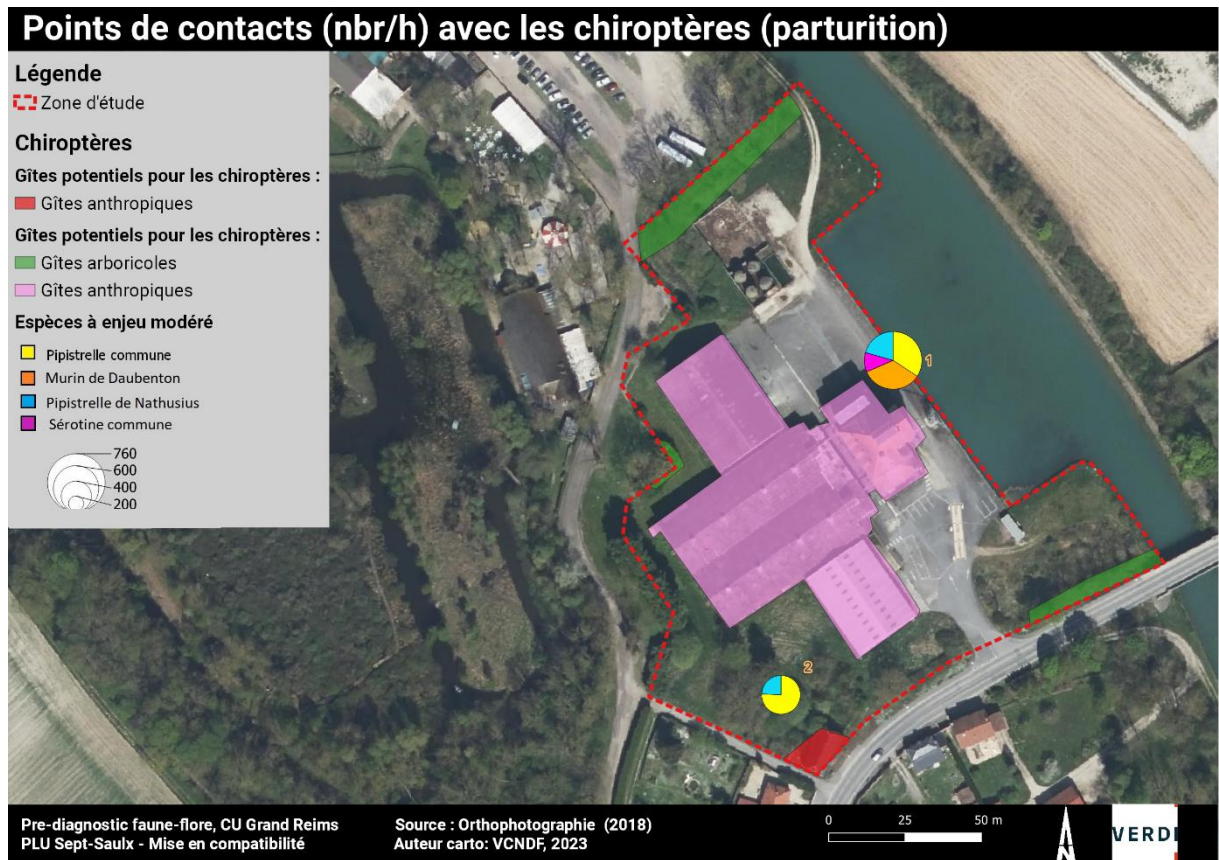 Points de contacts (nbr/h) avec les chiroptères (parturition)
Légende
Zone d'étude
Chiroptères
Gîtes potentiels pour les chiroptères :
Gîtes anthropiques
Gîtes potentiels pour les chiroptères :
Gîtes arboricoles
Gîtes anthropiques
Espèces à enjeu modéré
Pipistrelle commune
Murin de Daubenton
Pipistrelle de Nathusius
Sérotine commune
760
600
400
200
1
2
Pre-diagnostic faune-flore, CU Grand Reims
PLU Sept-Saulx - Mise en compatibilité
Source : Orthophotographie (2018)
Auteur carto: VCNDF, 2023
0 25 50 m
N
VERDI